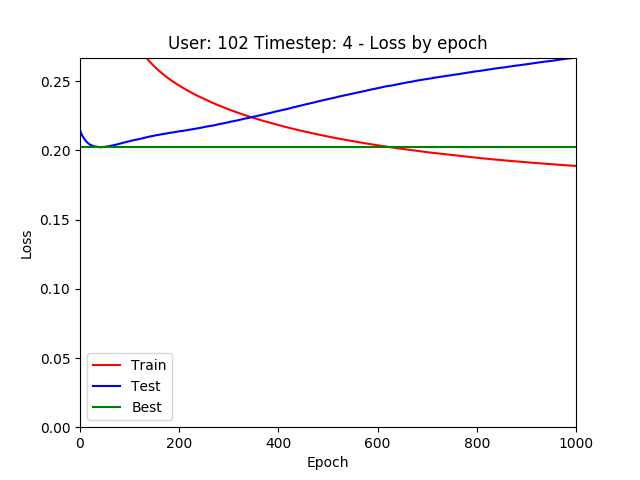 User: 102 Timestep: 4 - Loss by epoch
0.25
0.20
0.15
0.10
0.05
0.00
Loss
Train
Test
Best
0 200 400 600 800 1000
Epoch